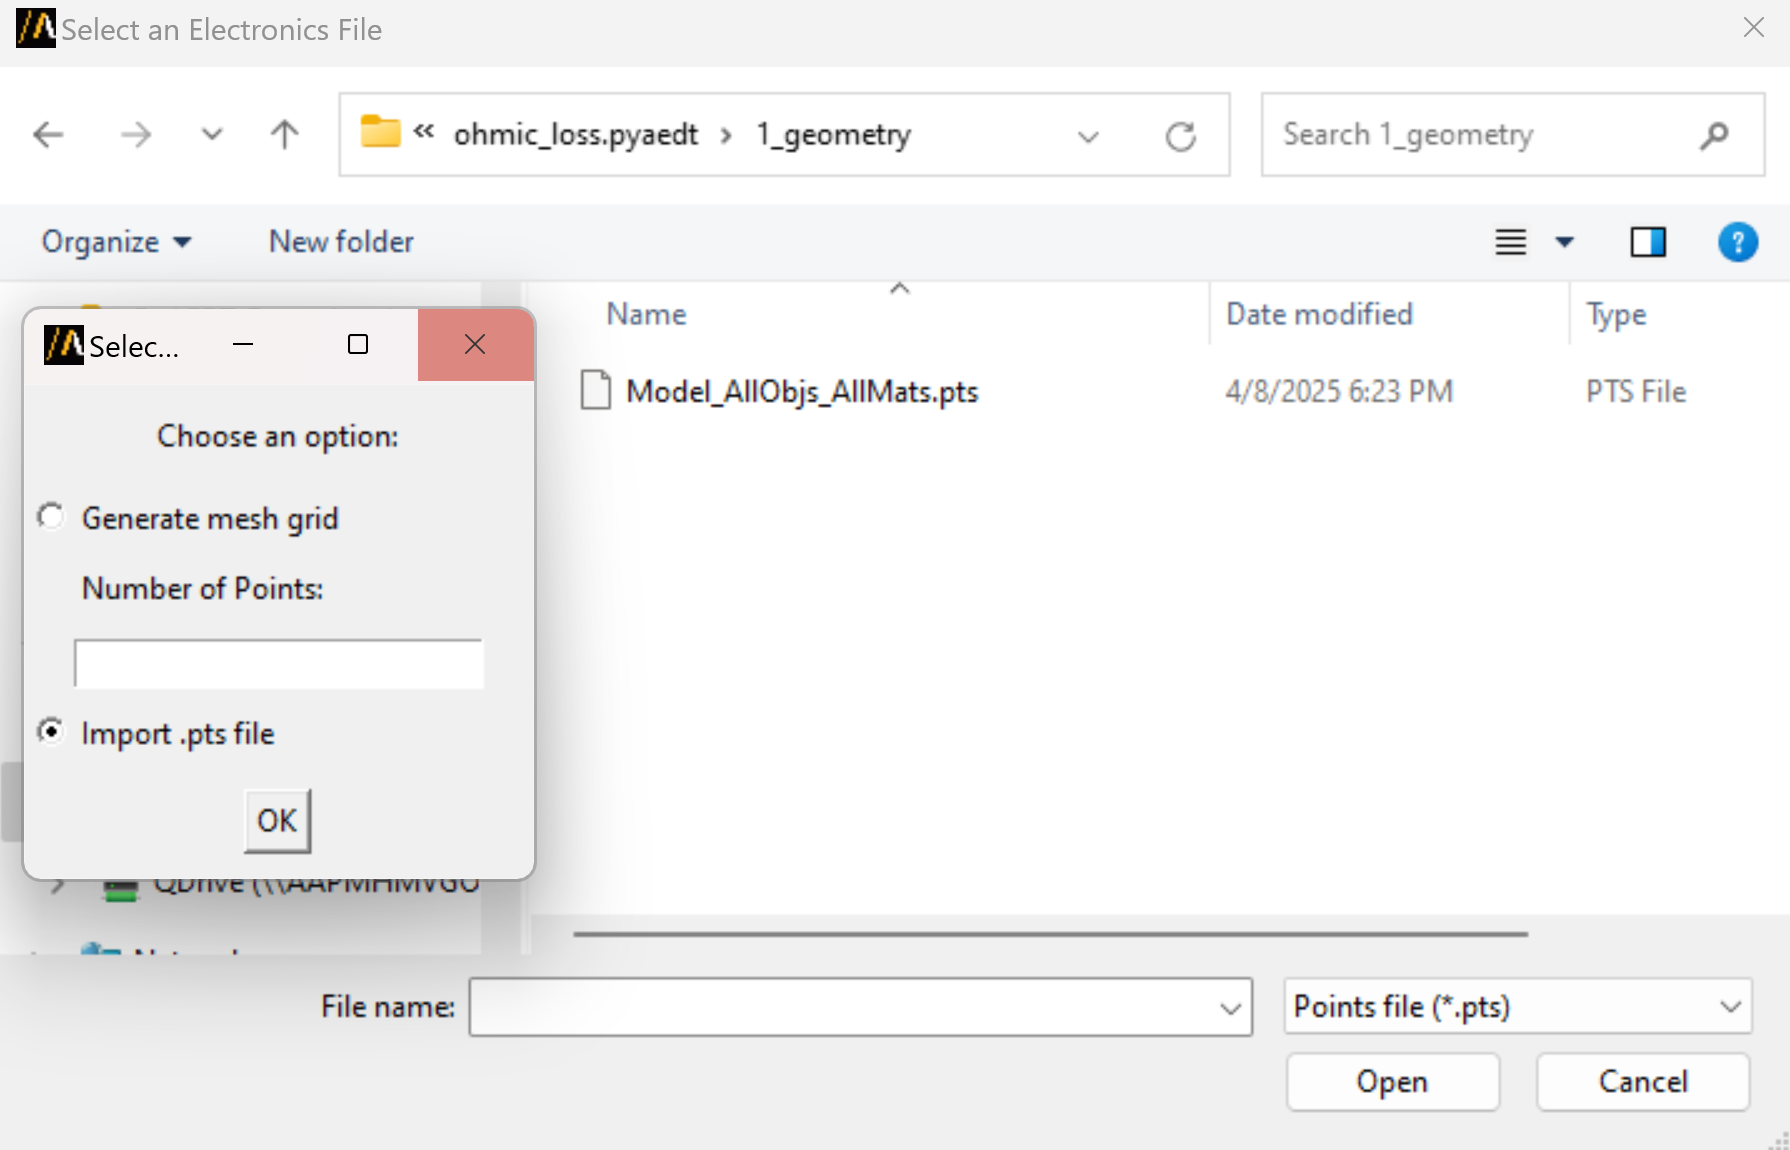 Select an Electronics File
« ohmic_loss.pyaedt › 1_geometry
Search 1_geometry
Organize
New folder
?
Name
Date modified
Type
Model_AllObjs_AllMats.pts
4/8/2025 6:23 PM
PTS File
Selec...
Choose an option:
Generate mesh grid
Number of Points:
Import .pts file
OK
QDrive (\\AAPMHMVGO
File name:
Points file (*.pts)
Open
Cancel